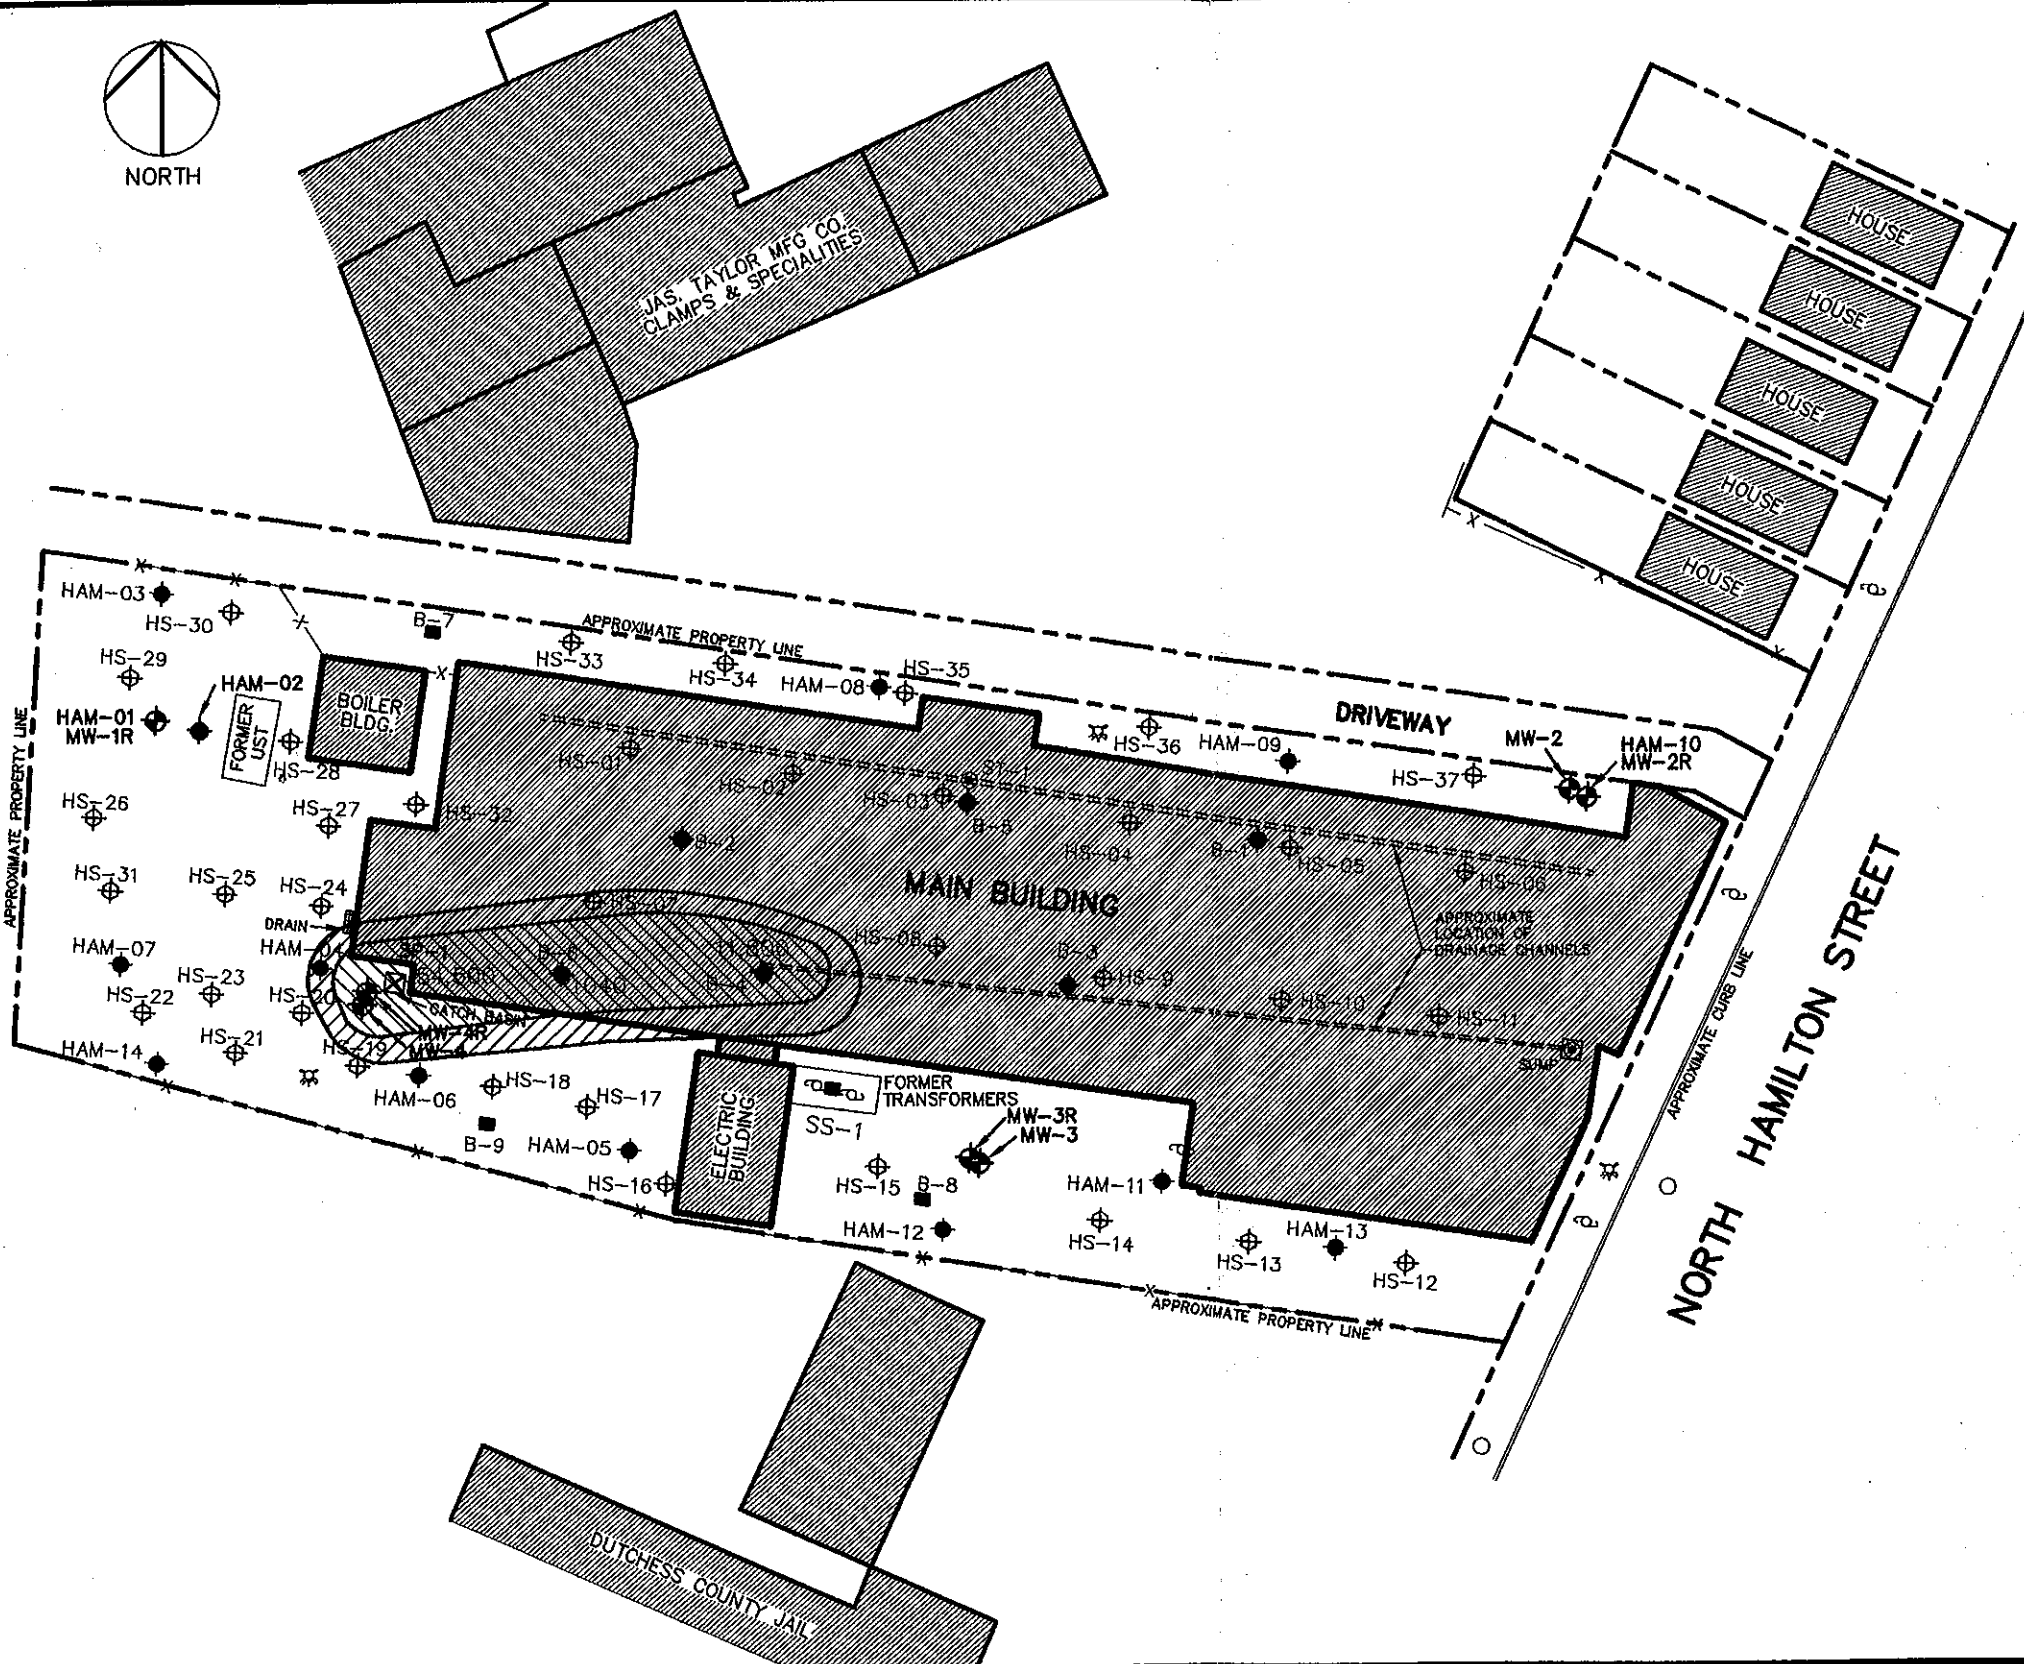 NORTH
JAS. TAYLOR MFG CO.
CLAMPS & SPECIALITIES
HOUSE
HOUSE
HOUSE
HOUSE
HOUSE
HAM-03
HS-30
B-7
APPROXIMATE PROPERTY LINE
HS-33
HS-34
HAM-08
HS-35
HS-29
HAM-02
HAM-01
MW-1R
FORMER
UST
BOILER
BLDG.
HS-28
DRIVEWAY
HS-36
HAM-09
HS-37
MW-2
HAM-10
MW-2R
APPROXIMATE PROPERTY LINE
HS-26
HS-27
HS-32
HS-01
HS-02
ST-1
HS-03
B-5
HS-04
B-1
HS-05
HS-06
B-2
HS-31
HS-25
HS-24
MAIN BUILDING
HS-07
DRAIN
HAM-07
HAM-04
HS-23
HS-22
HS-20
B-6
1040
B-4
HS-08
B-3
HS-9
HS-10
HS-11
APPROXIMATE
LOCATION OF
DRAINAGE CHANNELS
SUMP
CATCH BASIN
MW-4R
MW-4
HS-21
HS-19
HAM-14
HAM-06
HS-18
HS-17
B-9
HAM-05
HS-16
ELECTRIC
BUILDING
FORMER
TRANSFORMERS
SS-1
MW-3R
MW-3
HS-15
B-8
HAM-12
HAM-11
HS-14
HS-13
HAM-13
HS-12
APPROXIMATE PROPERTY LINE
APPROXIMATE CURB LINE
NORTH HAMILTON STREET
DUTCHESS COUNTY JAIL